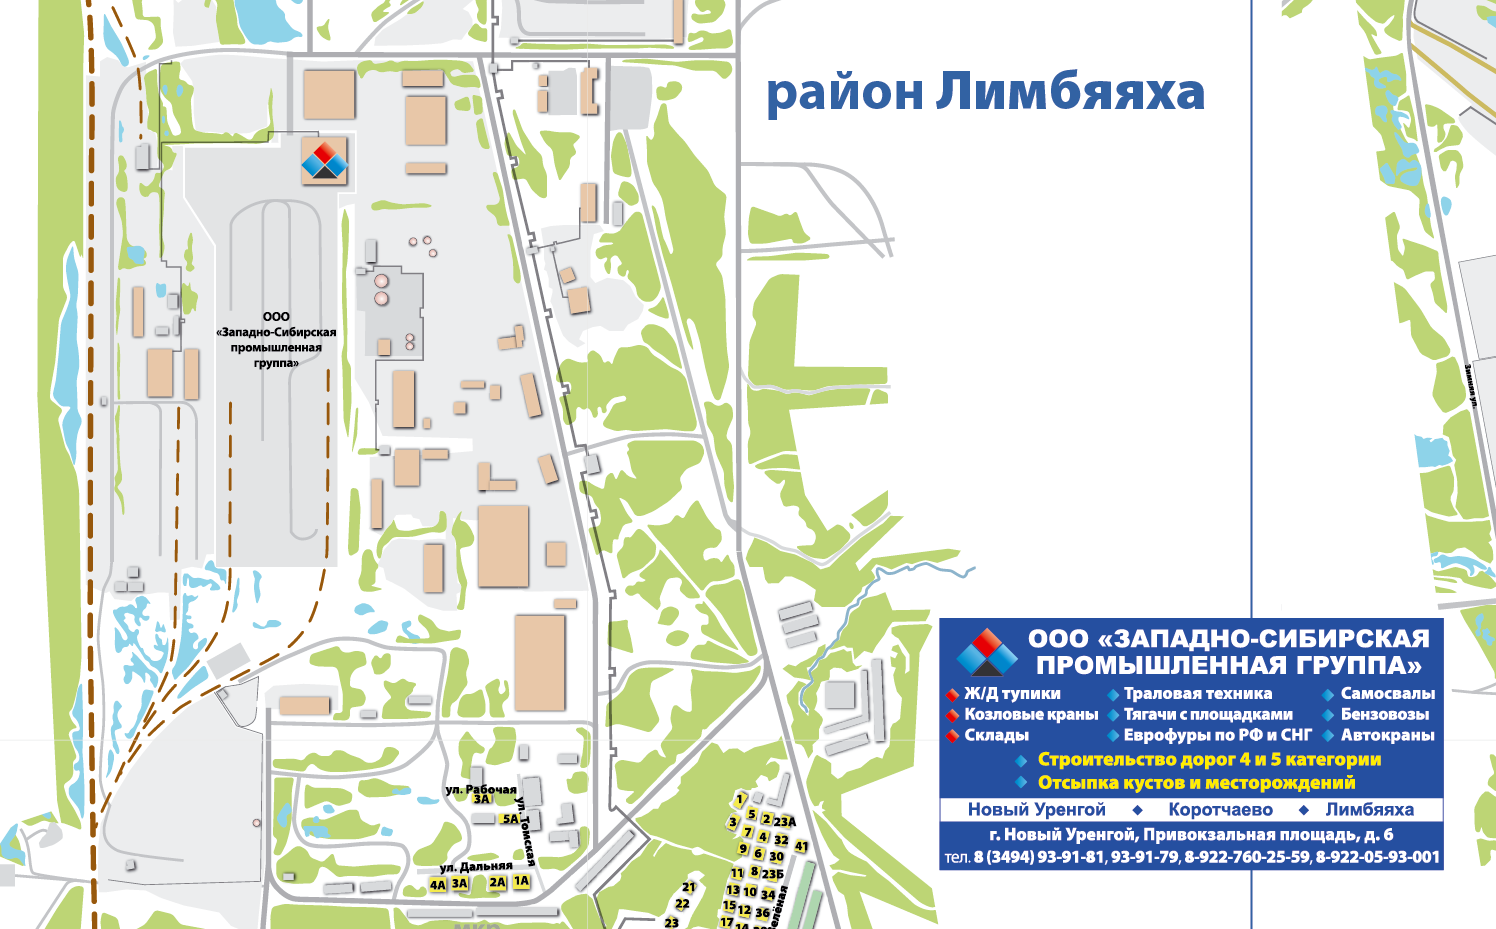 район Лимбяяха
ООО
«Западно-Сибирская
промышленная
группа»
Зимняя ул.
ООО «ЗАПАДНО-СИБИРСКАЯ
ПРОМЫШЛЕННАЯ ГРУППА»
Ж/Д тупики
Траловая техника
Самосвалы
Козловые краны
Тягачи с площадками
Бензовозы
Склады
Еврофуры по РФ и СНГ
Автокраны
Строительство дорог 4 и 5 категории
Отсыпка кустов и месторождений
Новый Уренгой
Коротчаево
Лимбяяха
г. Новый Уренгой, Привокзальная площадь, д. 6
тел. 8 (3494) 93-91-81, 93-91-79, 8-922-760-25-59, 8-922-05-93-001
ул. Рабочая
3А
5А
ул. Томская
ул. Дальняя
4А 3А 2А 1А
1
3 5 2 23А
7 4 32
9 6 30 41
11 8 23Б
21 13 10 34
22 15 12 36
23 17
мкр